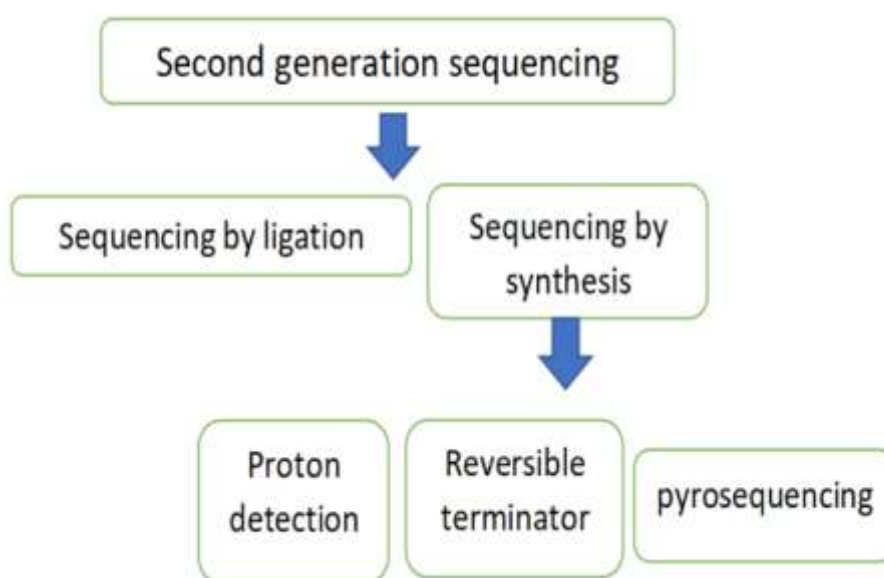 Second generation sequencing
Sequencing by ligation
Sequencing by
synthesis
Proton
detection
Reversible
terminator
pyrosequencing